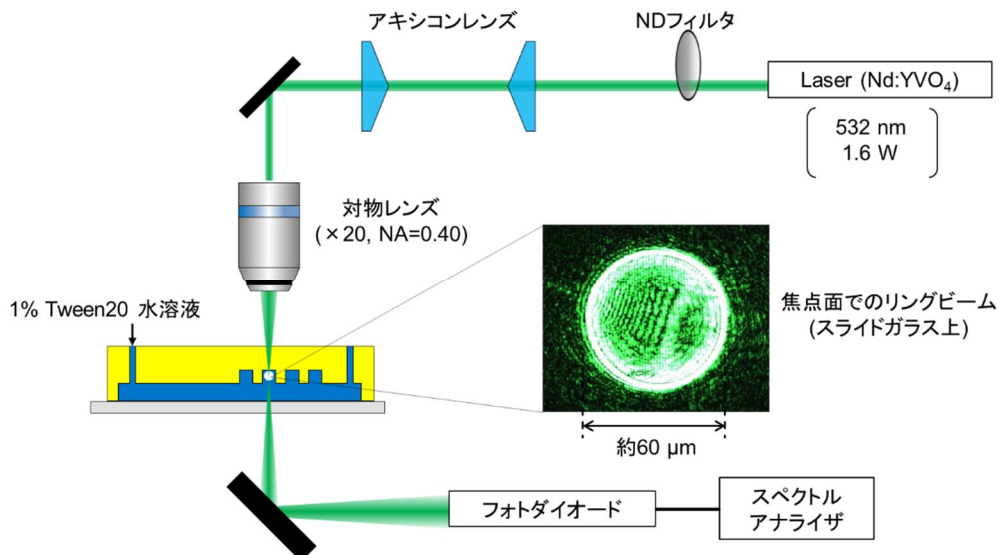 アキシコンレンズ
NDフィルタ
Laser (Nd:YVO₄)
532 nm
1.6 W
対物レンズ
(×20, NA=0.40)
1% Tween20 水溶液
焦点面でのリングビーム
(スライドガラス上)
約60 µm
フォトダイオード
スペクトル
アナライザ